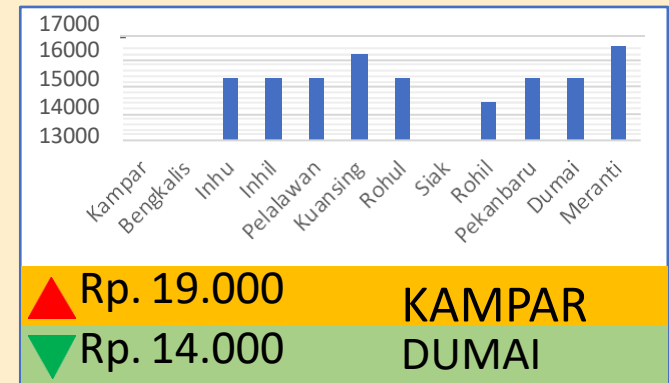 17000
16000
15000
14000
13000
Kampar
Bengkalis
Inhu
Inhil
Pelalawan
Kuansing
Rohul
Siak
Rohil
Pekanbaru
Dumai
Meranti
Rp. 19.000 KAMPAR
Rp. 14.000 DUMAI